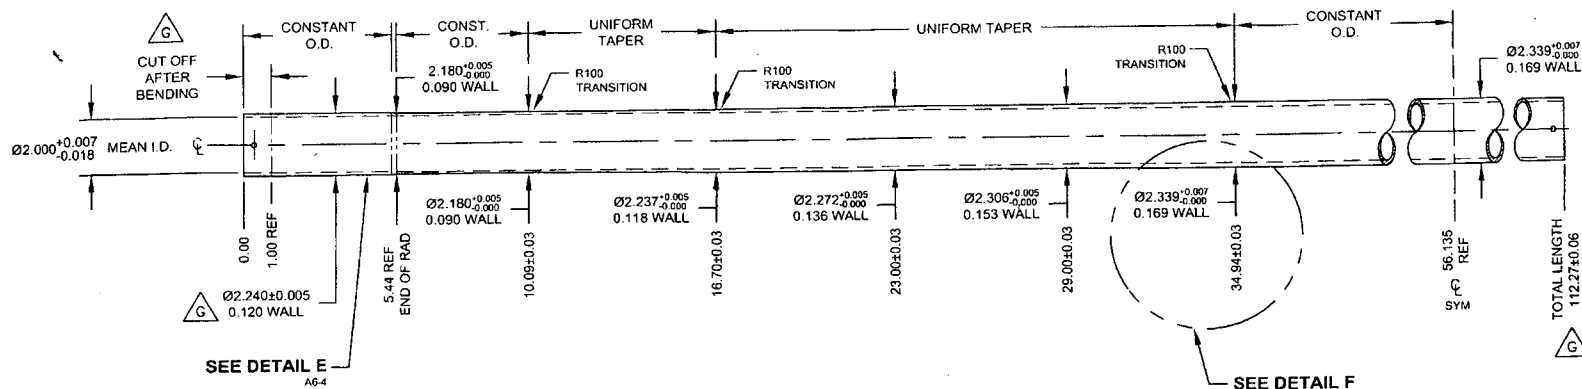 G
CUT OFF
AFTER
BENDING
CONSTANT
O.D.
CONST.
O.D.
UNIFORM
TAPER
UNIFORM TAPER
CONSTANT
O.D.
2.180+0.005
-0.000
0.090 WALL
R100
TRANSITION
R100
TRANSITION
R100
TRANSITION
Ø2.339+0.007
-0.000
0.169 WALL
Ø2.000+0.007
-0.018 MEAN I.D.
℄
Ø2.180+0.005
-0.000
0.090 WALL
Ø2.237+0.005
-0.000
0.118 WALL
Ø2.272+0.005
-0.000
0.136 WALL
Ø2.306+0.005
-0.000
0.153 WALL
Ø2.339+0.007
-0.000
0.169 WALL
0.00
1.00 REF
5.44 REF
END OF RAD
10.09±0.03
16.70±0.03
23.00±0.03
29.00±0.03
34.94±0.03
56.135
REF
℄
SYM
TOTAL LENGTH
112.27±0.06
G
G
Ø2.240±0.005
0.120 WALL
SEE DETAIL E
A6-4
SEE DETAIL F